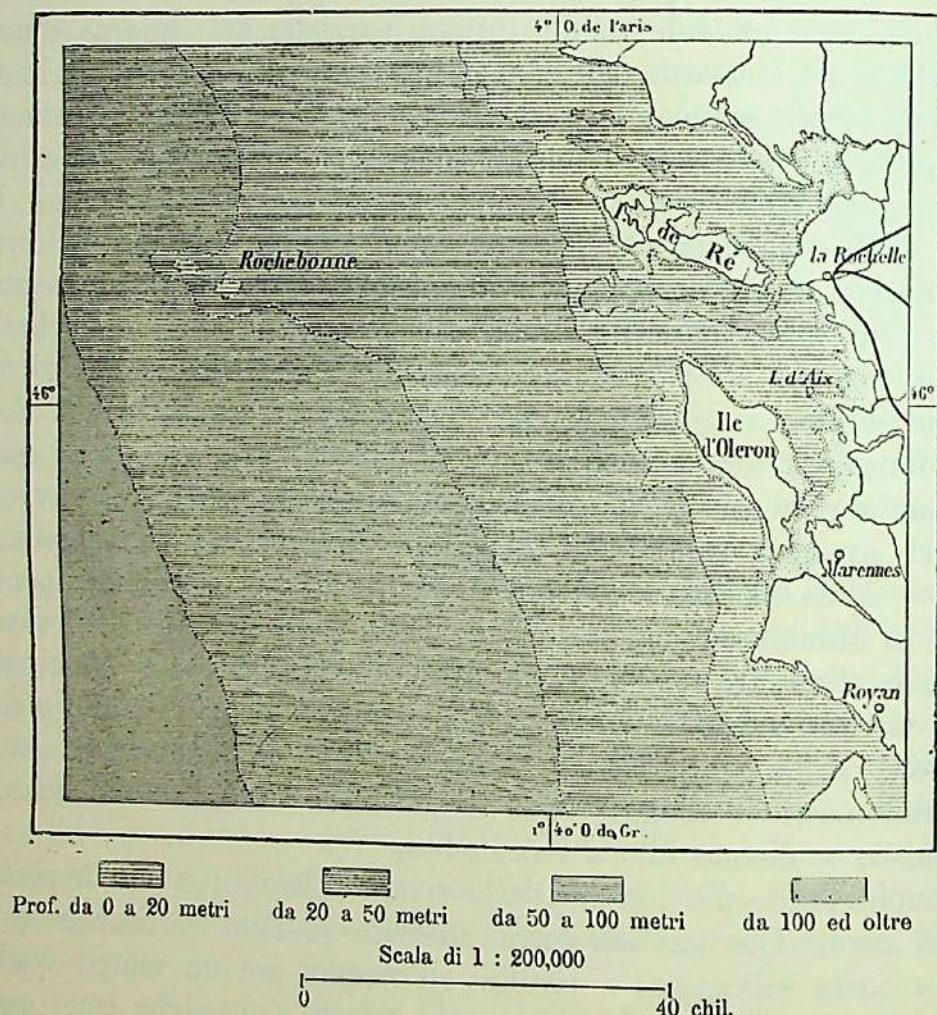 4° O. de Paris
Rochebonne
I. de Ré
la Rochelle
46° I. d'Aix 46°
Ile
d'Oleron
Marennes
Royan
1° 40' O. do Gr.
Prof. da 0 a 20 metri da 20 a 50 metri da 50 a 100 metri da 100 ed oltre
Scala di 1 : 200,000
0 40 chil.